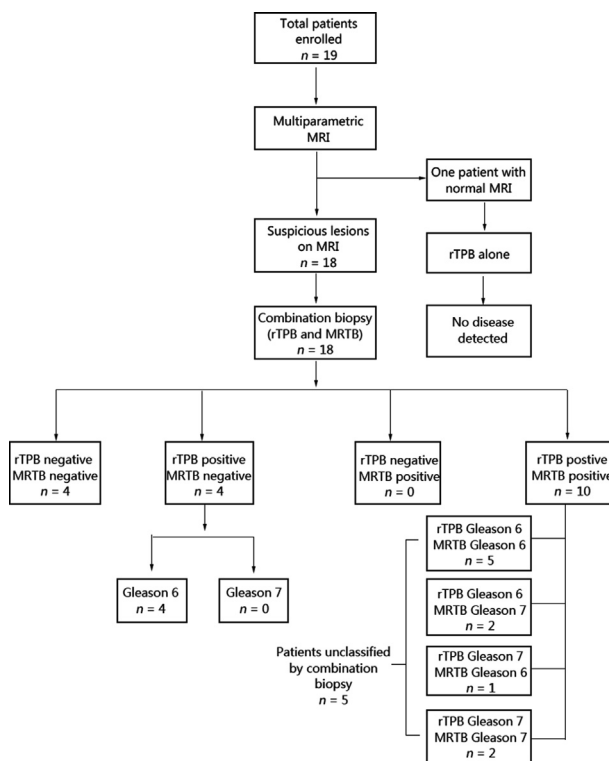 Total patients
enrolled
n = 19
Multiparametric
MRI
One patient with
normal MRI
Suspicious lesions
on MRI
n = 18
rTPB alone
Combination biopsy
(rTPB and MRTB)
n = 18
No disease
detected
rTPB negative
MRTB negative
n = 4
rTPB positive
MRTB negative
n = 4
rTPB negative
MRTB positive
n = 0
rTPB postive
MRTB positive
n = 10
Gleason 6
n = 4
Gleason 7
n = 0
rTPB Gleason 6
MRTB Gleason 6
n = 5
rTPB Gleason 6
MRTB Gleason 7
n = 2
Patients unclassified
by combination
biopsy
n = 5
rTPB Gleason 7
MRTB Gleason 6
n = 1
rTPB Gleason 7
MRTB Gleason 7
n = 2